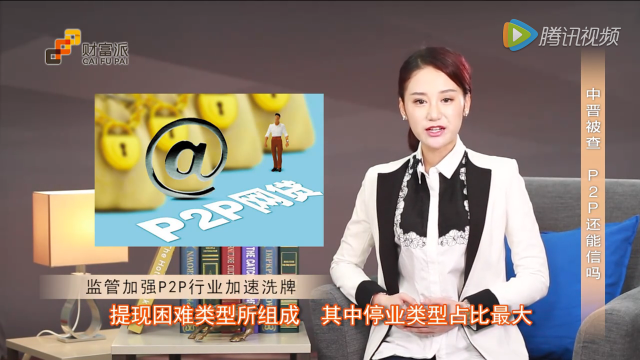 财富派
CAI FU PAI
腾讯视频
@
P2P网贷
中晋被查 P2P还能信吗
监管加强P2P行业加速洗牌
提现困难类型所组成 其中停业类型占比最大